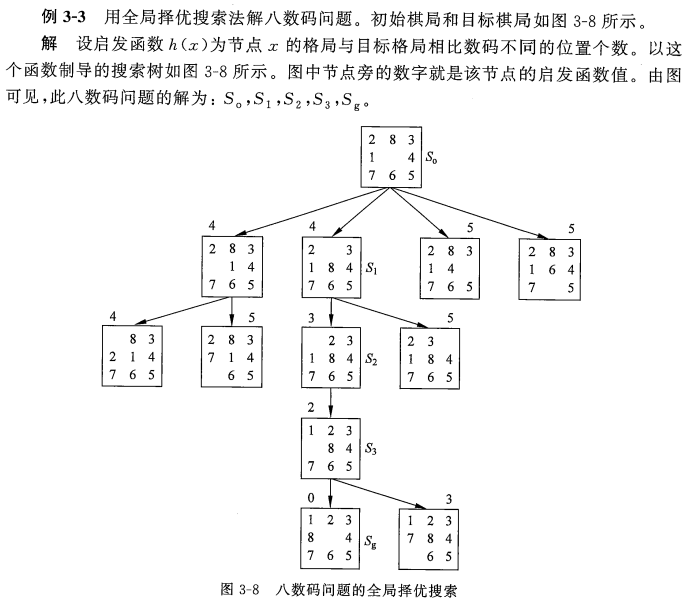 例 3-3 用全局择优搜索法解八数码问题。初始棋局和目标棋局如图 3-8 所示。
解 设启发函数 h(x)为节点 x 的格局与目标格局相比数码不同的位置个数。以这
个函数制导的搜索树如图 3-8 所示。图中节点旁的数字就是该节点的启发函数值。由图
可见,此八数码问题的解为:So,S1,S2,S3,Sg。
2 8 3
1 4 So
7 6 5
4 4 5 5
2 8 3 2 3 2 8 3 2 8 3
1 4 1 8 4 S1 1 4 1 6 4
7 6 5 7 6 5 7 6 5 7 5
4 5 3 5
8 3 2 8 3 2 3 2 3
2 1 4 7 1 4 1 8 4 S2 1 8 4
7 6 5 6 5 7 6 5 7 6 5
2
1 2 3
8 4 S3
7 6 5
0 3
1 2 3 1 2 3
8 4 Sg 7 8 4
7 6 5 6 5
图 3-8 八数码问题的全局择优搜索